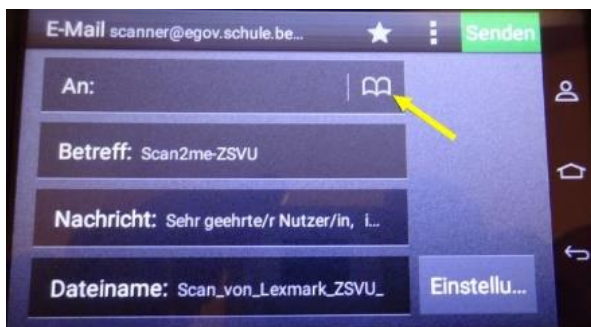 E-Mail scanner@egov.schule.be... Senden
An:
Betreff: Scan2me-ZSVU
Nachricht: Sehr geehrte/r Nutzer/in, i...
Dateiname: Scan_von_Lexmark_ZSVU_ Einstellu...